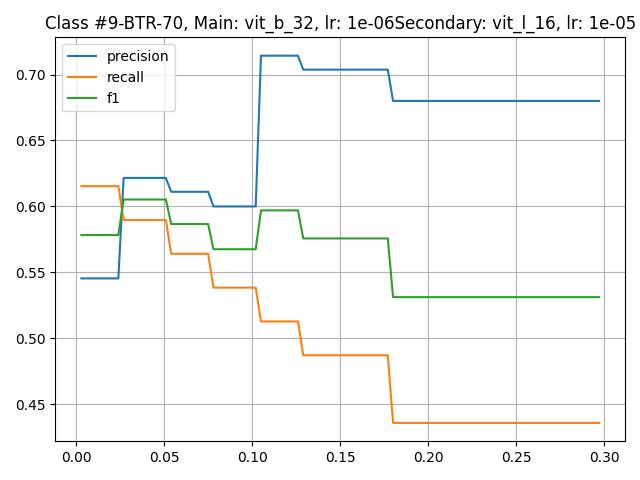 Class #9-BTR-70, Main: vit_b_32, lr: 1e-06Secondary: vit_l_16, lr: 1e-05
precision
recall
f1
0.70
0.65
0.60
0.55
0.50
0.45
0.00 0.05 0.10 0.15 0.20 0.25 0.30